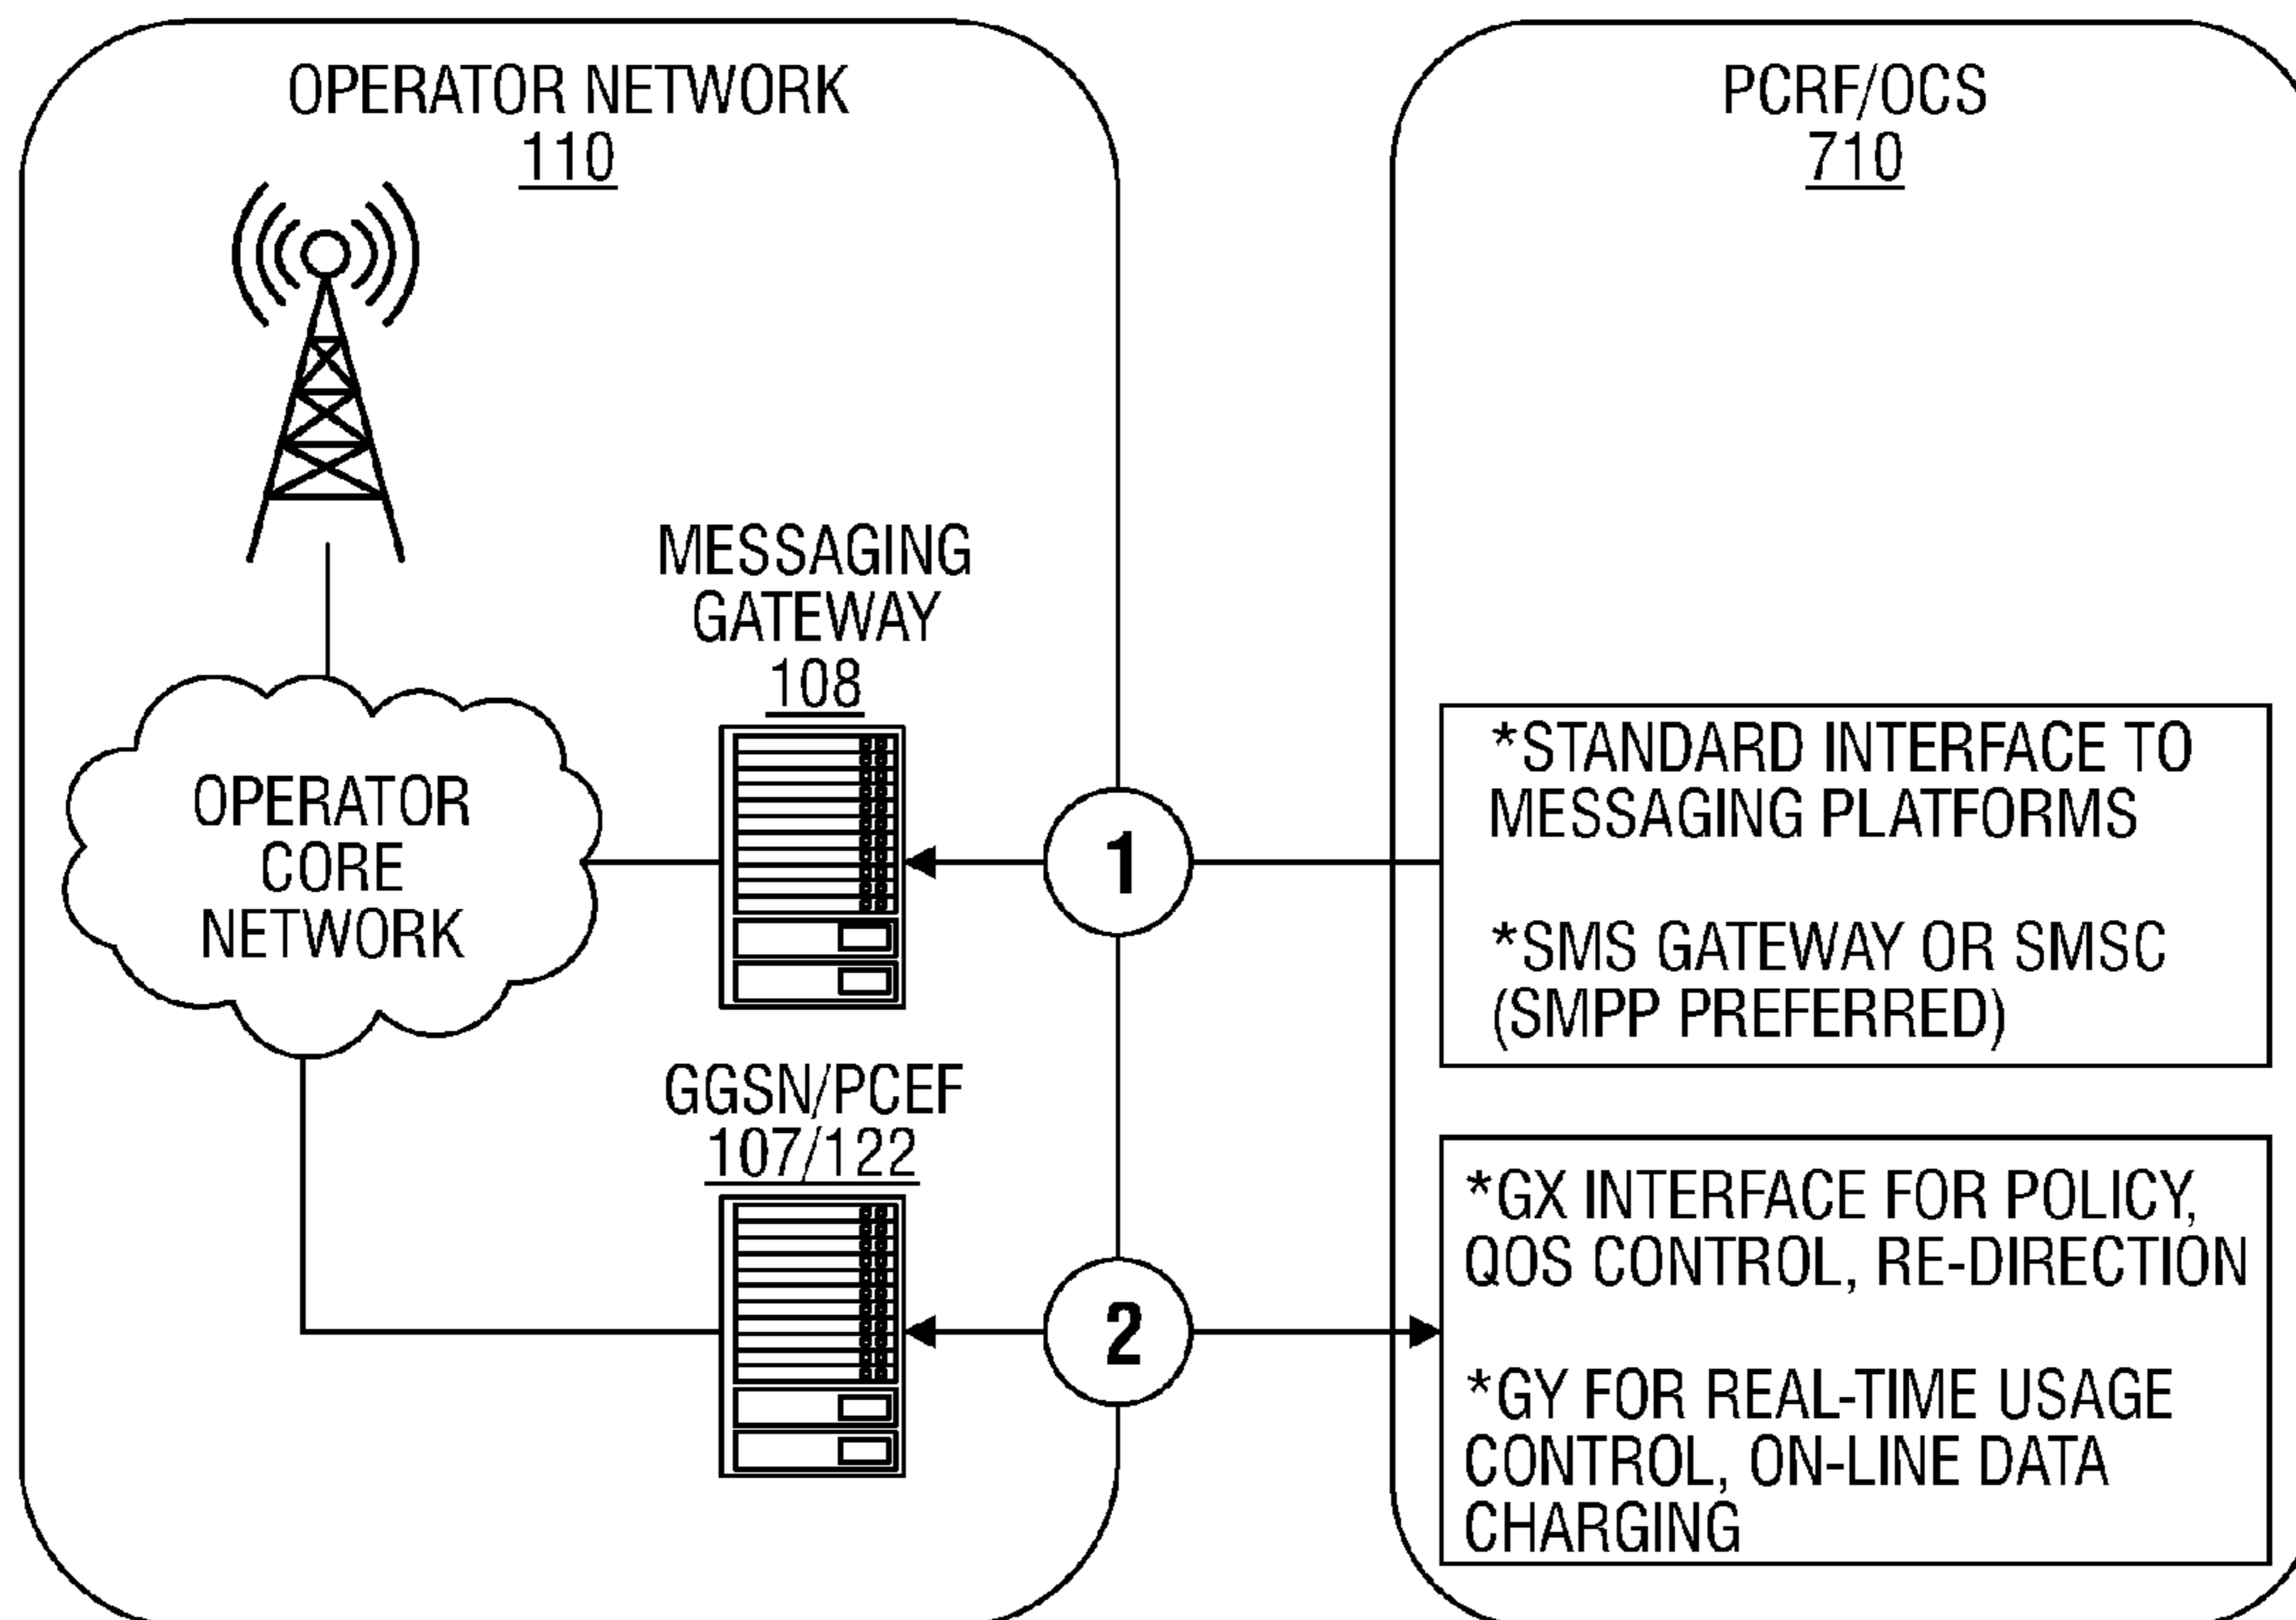 OPERATOR NETWORK
110
PCRF/OCS
710
MESSAGING
GATEWAY
108
OPERATOR
CORE
NETWORK
1
*STANDARD INTERFACE TO
MESSAGING PLATFORMS
*SMS GATEWAY OR SMSC
(SMPP PREFERRED)
GGSN/PCEF
107/122
2
*GX INTERFACE FOR POLICY,
QOS CONTROL, RE-DIRECTION
*GY FOR REAL-TIME USAGE
CONTROL, ON-LINE DATA
CHARGING